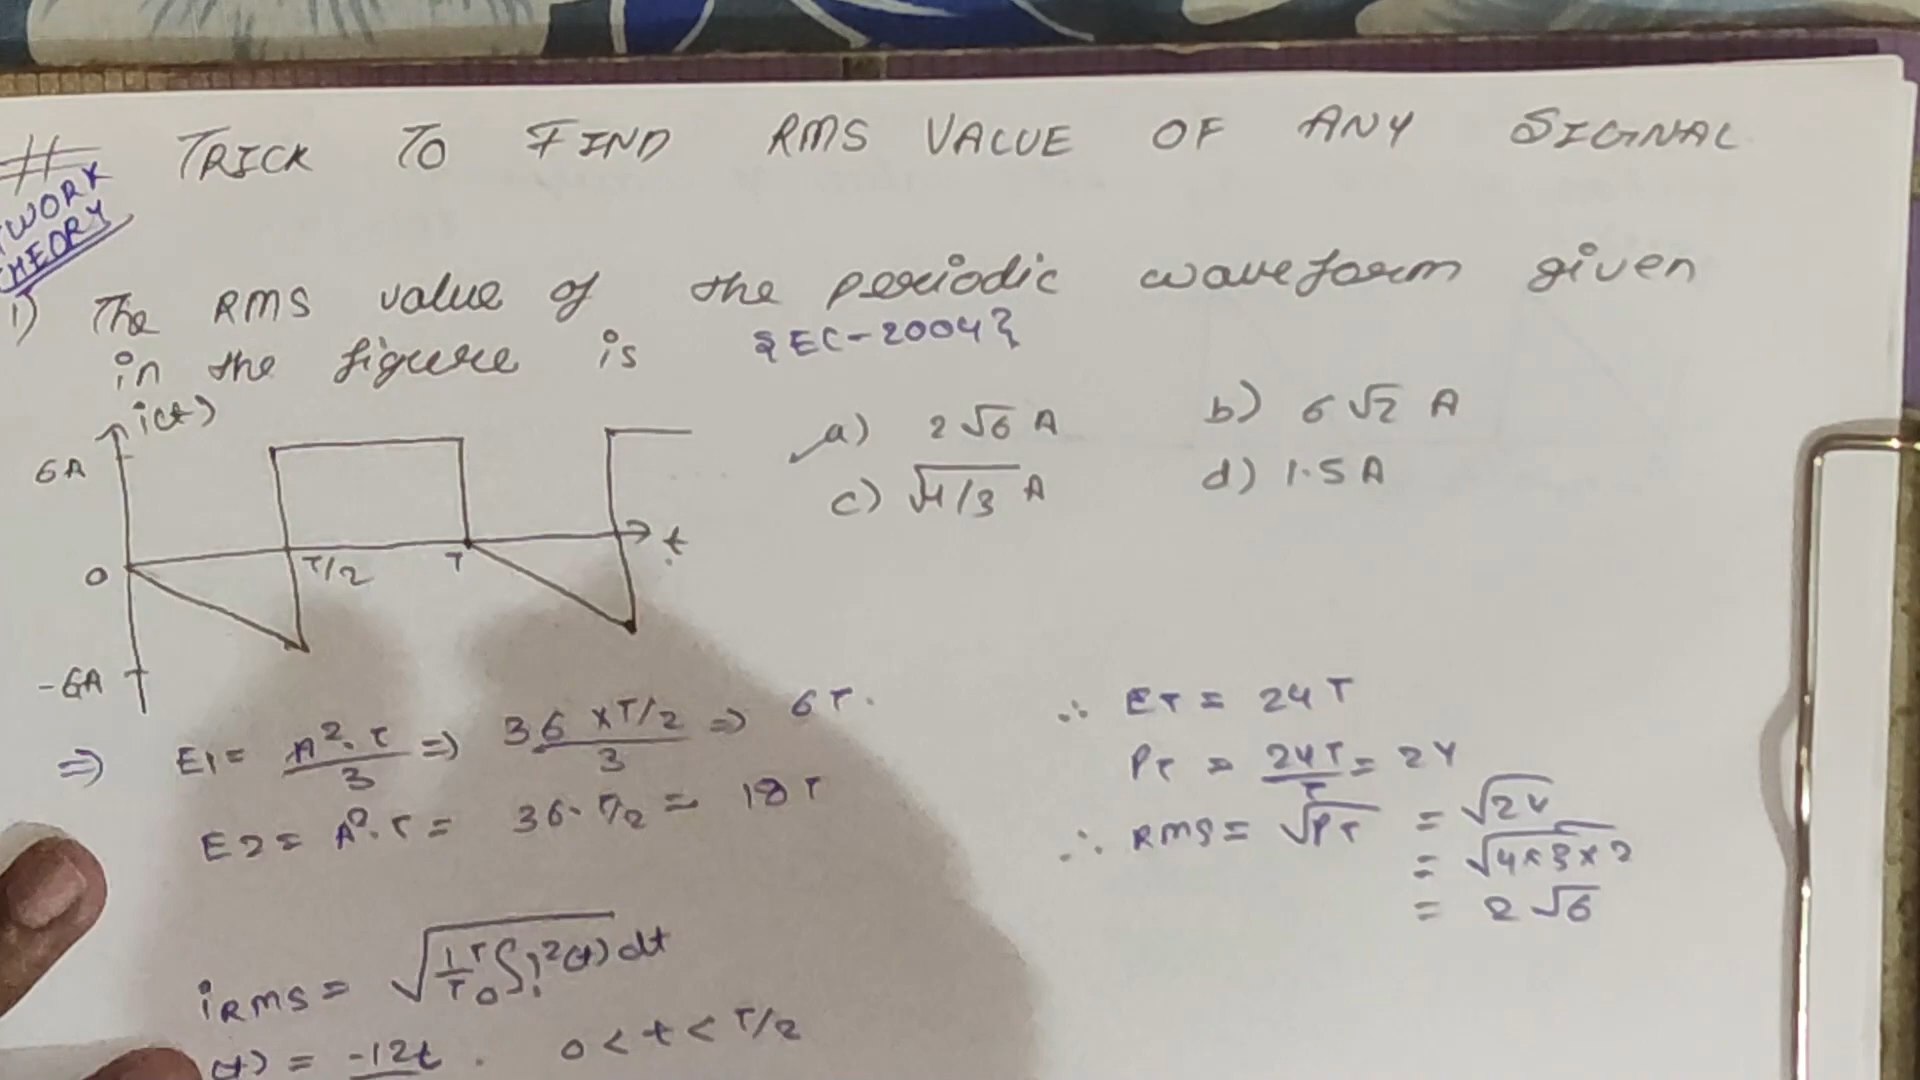 # TRICK TO FIND RMS VALUE OF ANY SIGNAL
TWORK
THEORY
1) The RMS value of the periodic waveform given
in the figure is {EC-2004}
i(t)
6A
0
T/2
T
t
-6A
a) 2√6 A
b) 6√2 A
c) √4/3 A
d) 1.5A
=> E1 = A². τ / 3 => 36 × T/2 / 3 => 6T.
E2 = A². τ = 36. T/2 = 18T
∴ ET = 24T
PT = 24T / T = 24
∴ RMS = √PT = √24
= √4×3×2
= 2√6
iRMS = √ 1/T ₀∫ᵀ i²(t) dt
(t) = -12t . 0 < t < T/2